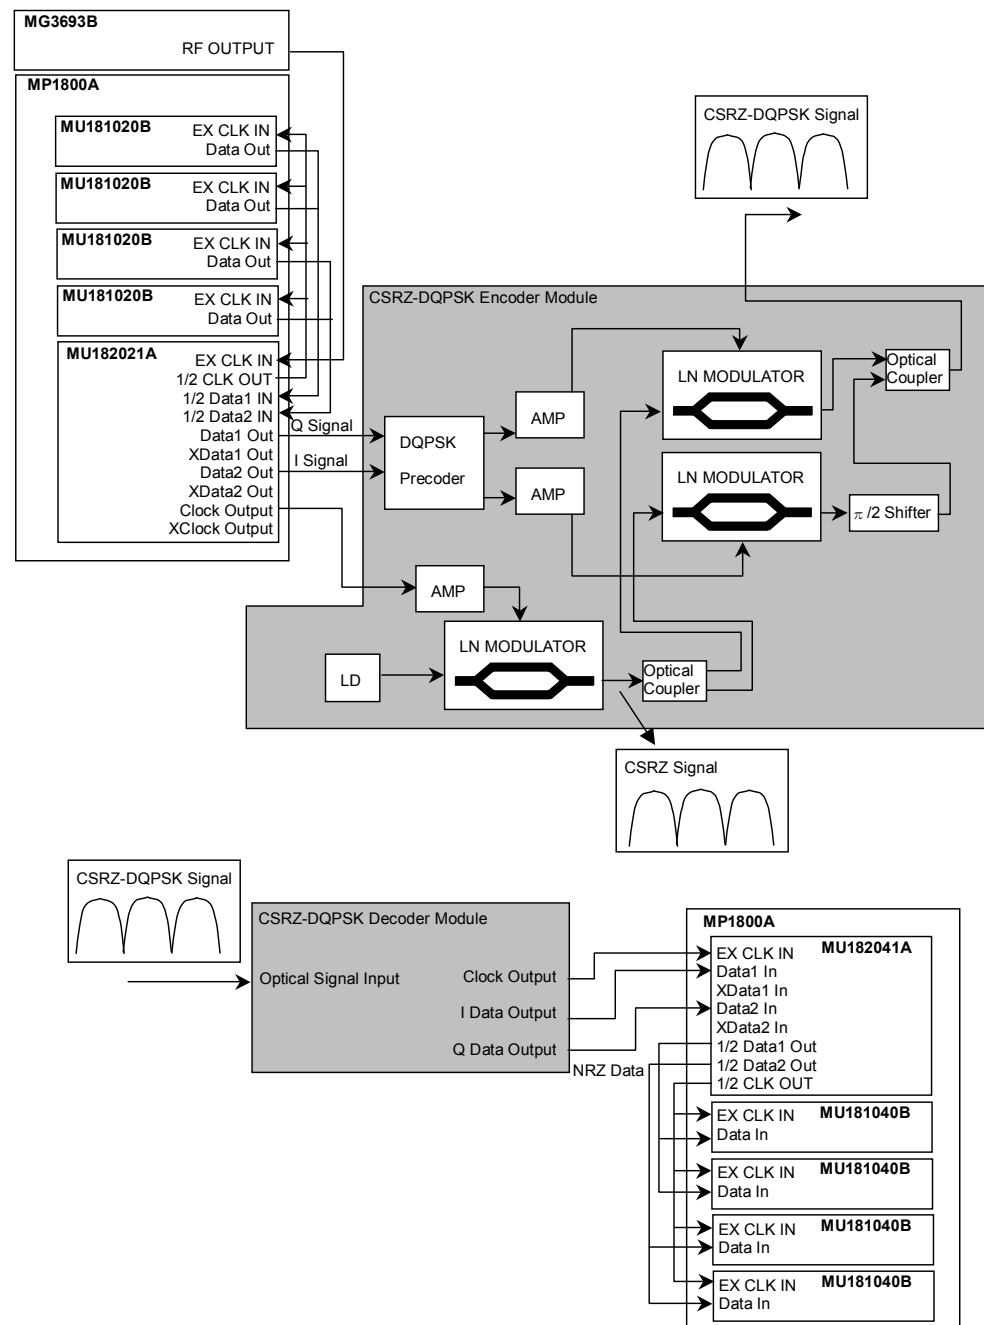 MG3693B
RF OUTPUT
MP1800A
MU181020B
EX CLK IN
Data Out
MU181020B
EX CLK IN
Data Out
MU181020B
EX CLK IN
Data Out
MU181020B
EX CLK IN
Data Out
MU182021A
EX CLK IN
1/2 CLK OUT
1/2 Data1 IN
1/2 Data2 IN
Data1 Out
XData1 Out
Data2 Out
XData2 Out
Clock Output
XClock Output
Q Signal
I Signal
CSRZ-DQPSK Signal
CSRZ-DQPSK Encoder Module
DQPSK
Precoder
AMP
AMP
LN MODULATOR
LN MODULATOR
Optical
Coupler
π /2 Shifter
AMP
LD
LN MODULATOR
Optical
Coupler
CSRZ Signal
CSRZ-DQPSK Signal
CSRZ-DQPSK Decoder Module
Optical Signal Input
Clock Output
I Data Output
Q Data Output
NRZ Data
MP1800A
MU182041A
EX CLK IN
Data1 In
XData1 In
Data2 In
XData2 In
1/2 Data1 Out
1/2 Data2 Out
1/2 CLK OUT
EX CLK IN MU181040B
Data In
EX CLK IN MU181040B
Data In
EX CLK IN MU181040B
Data In
EX CLK IN MU181040B
Data In